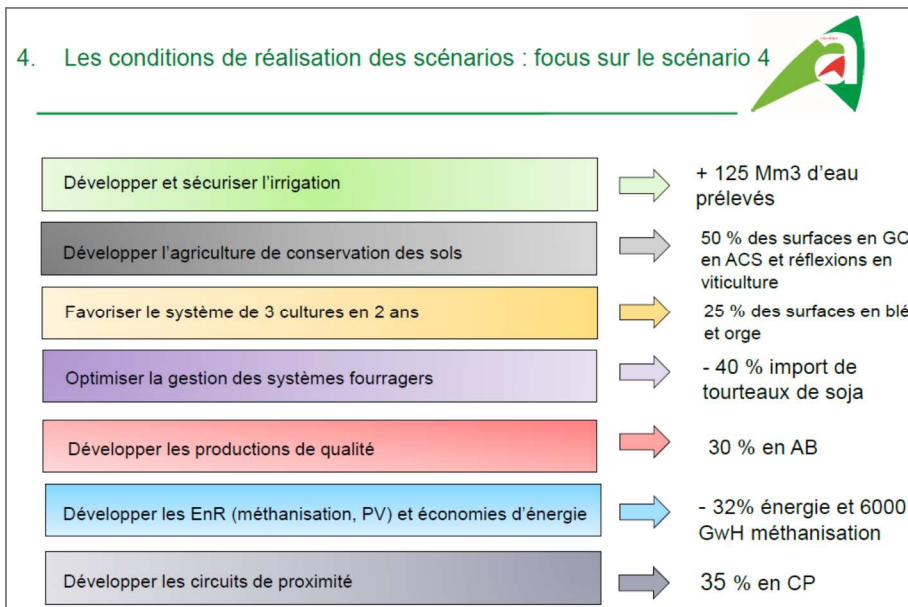 4. Les conditions de réalisation des scénarios : focus sur le scénario 4
a
Développer et sécuriser l'irrigation
+ 125 Mm3 d'eau
prélevés
Développer l'agriculture de conservation des sols
50 % des surfaces en GC
en ACS et réflexions en
viticulture
Favoriser le système de 3 cultures en 2 ans
25 % des surfaces en blé
et orge
Optimiser la gestion des systèmes fourragers
- 40 % import de
tourteaux de soja
Développer les productions de qualité
30 % en AB
Développer les EnR (méthanisation, PV) et économies d'énergie
- 32% énergie et 6000
GwH méthanisation
Développer les circuits de proximité
35 % en CP